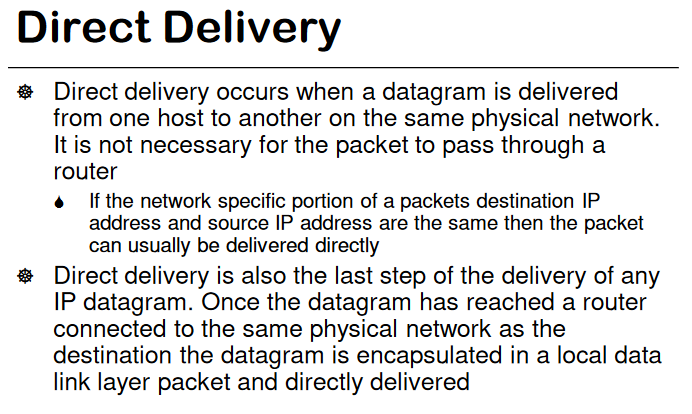 Direct Delivery
Direct delivery occurs when a datagram is delivered
from one host to another on the same physical network.
It is not necessary for the packet to pass through a
router
If the network specific portion of a packets destination IP
address and source IP address are the same then the packet
can usually be delivered directly
Direct delivery is also the last step of the delivery of any
IP datagram. Once the datagram has reached a router
connected to the same physical network as the
destination the datagram is encapsulated in a local data
link layer packet and directly delivered